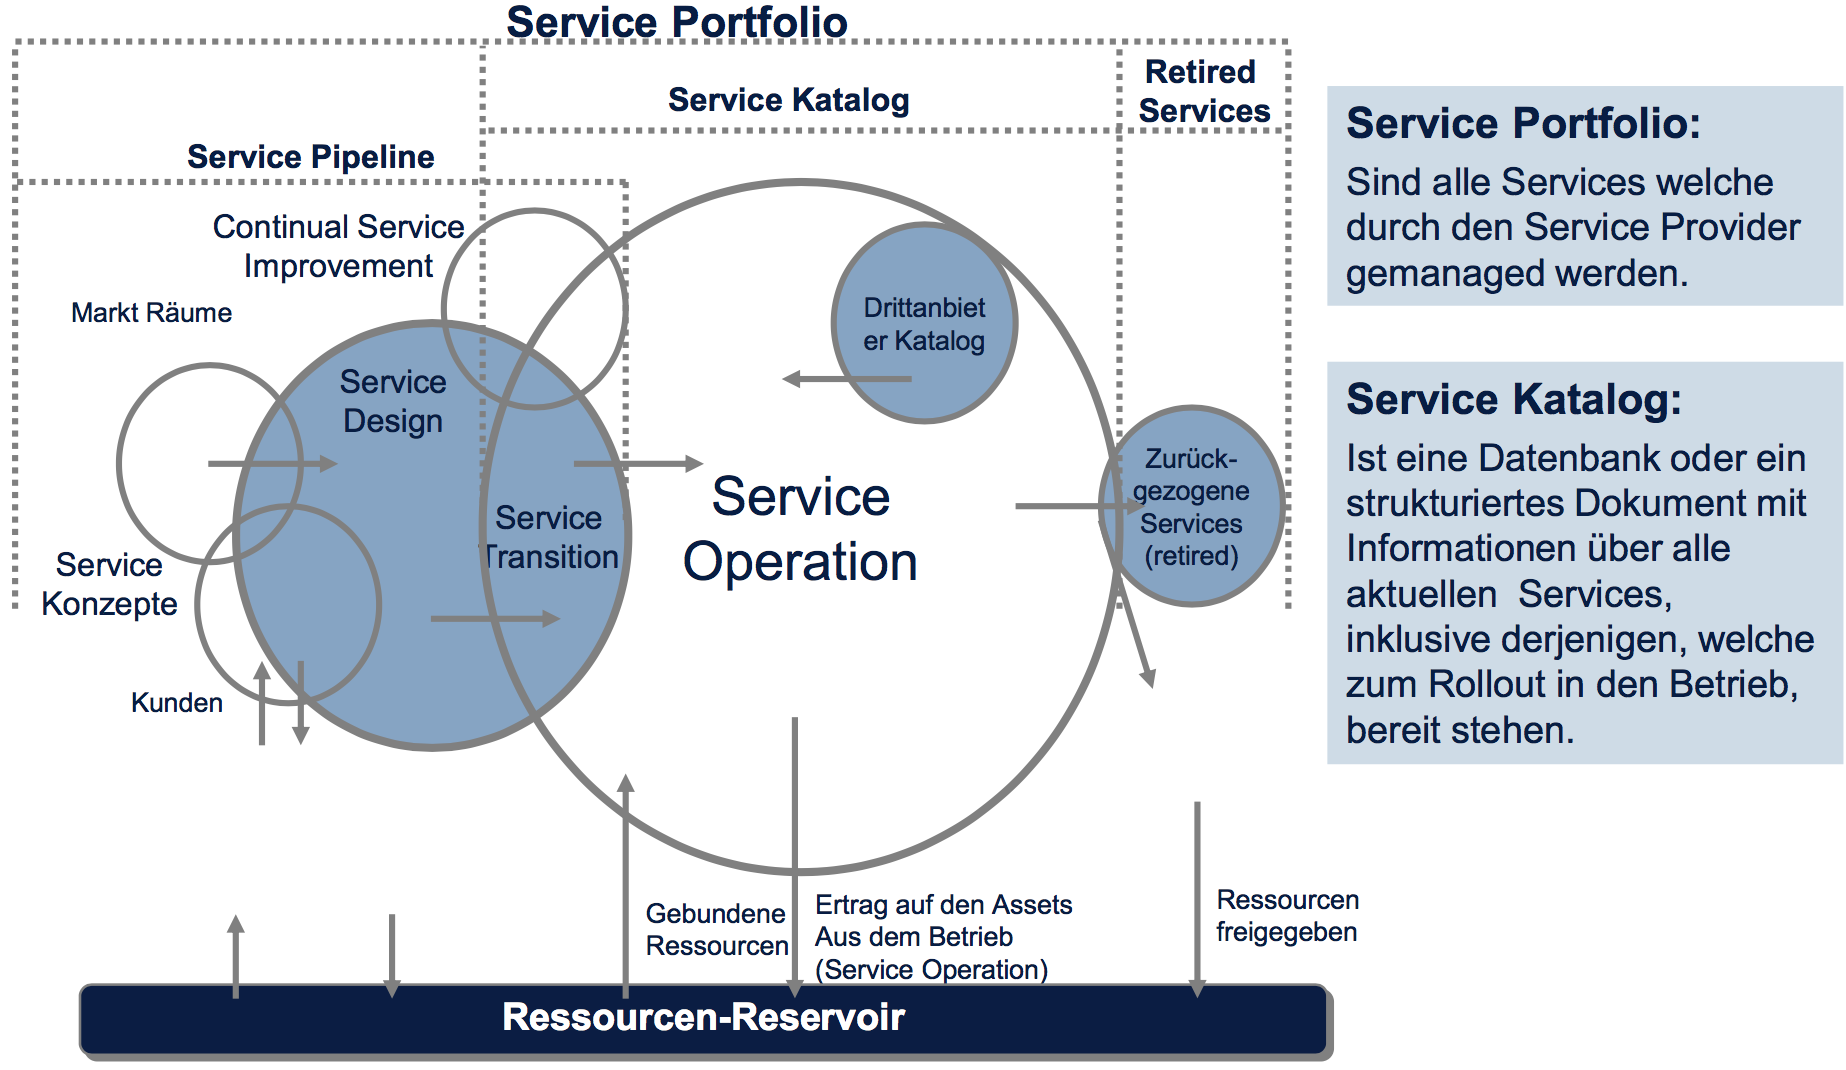 Service Portfolio
Service Pipeline
Service Katalog
Retired
Services
Continual Service
Improvement
Markt Räume
Service
Design
Service
Transition
Service
Konzepte
Kunden
Drittanbiet
er Katalog
Service
Operation
Zurück-
gezogene
Services
(retired)
Gebundene
Ressourcen
Ertrag auf den Assets
Aus dem Betrieb
(Service Operation)
Ressourcen
freigegeben
Ressourcen-Reservoir
Service Portfolio:
Sind alle Services welche
durch den Service Provider
gemanaged werden.
Service Katalog:
Ist eine Datenbank oder ein
strukturiertes Dokument mit
Informationen über alle
aktuellen  Services,
inklusive derjenigen, welche
zum Rollout in den Betrieb,
bereit stehen.